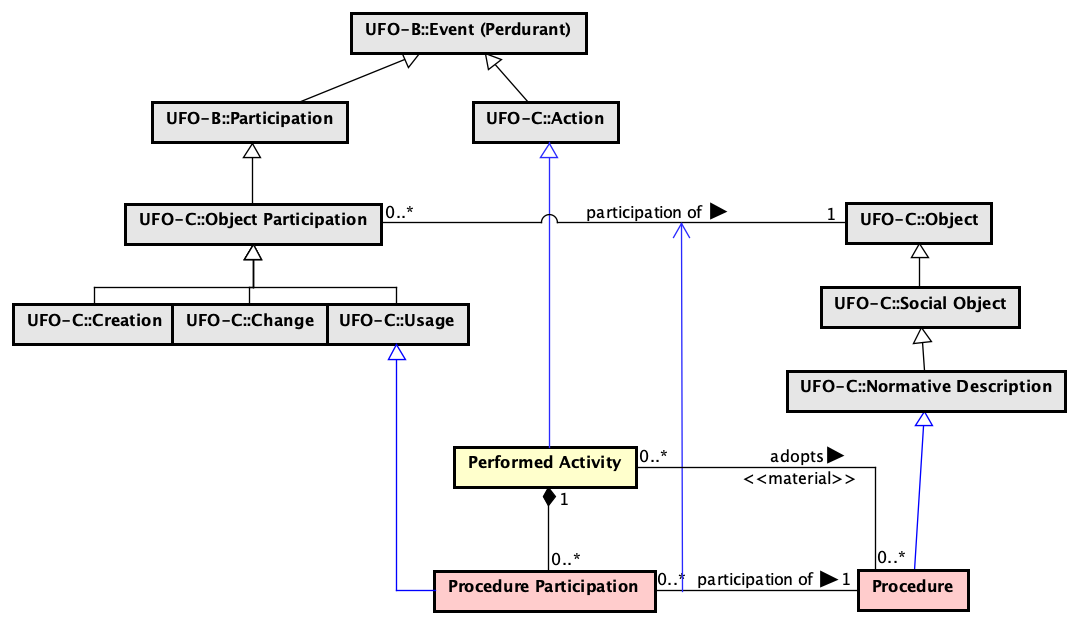 UFO-B::Event (Perdurant)
UFO-B::Participation
UFO-C::Action
UFO-C::Object Participation
0..*
participation of
1
UFO-C::Object
UFO-C::Social Object
UFO-C::Creation
UFO-C::Change
UFO-C::Usage
UFO-C::Normative Description
Performed Activity
0..*
adopts
<<material>>
1
0..*
0..*
Procedure Participation
0..*
participation of
1
Procedure